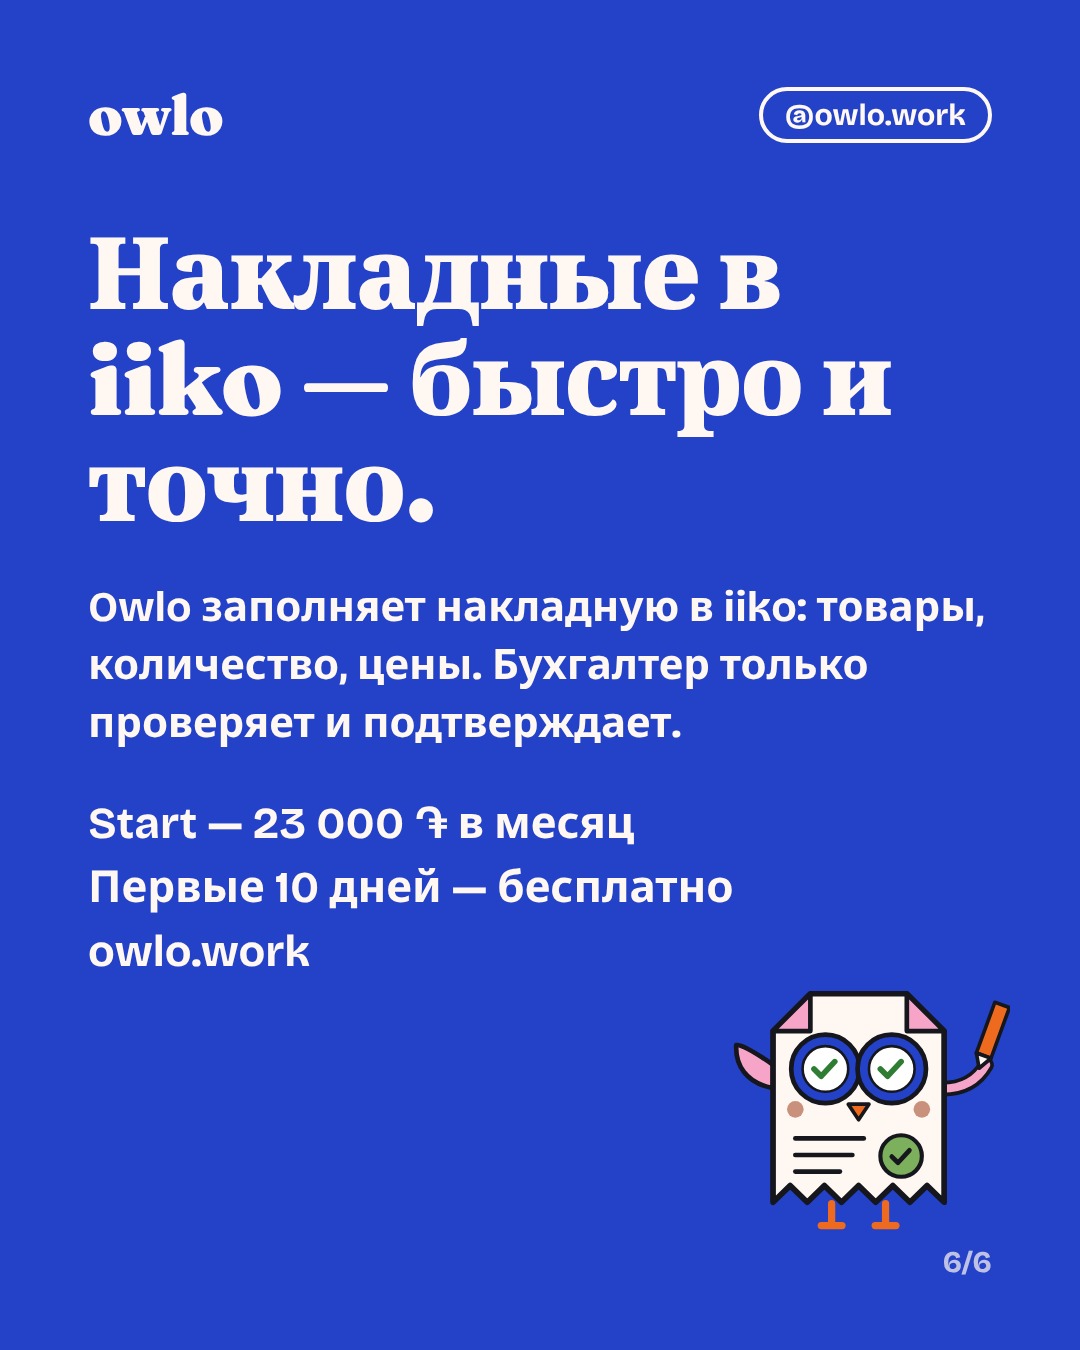 owlo
@owlo.work
Накладные в
iiko — быстро и
точно.
Owlo заполняет накладную в iiko: товары,
количество, цены. Бухгалтер только
проверяет и подтверждает.
Start — 23 000 ֏ в месяц
Первые 10 дней — бесплатно
owlo.work
6/6